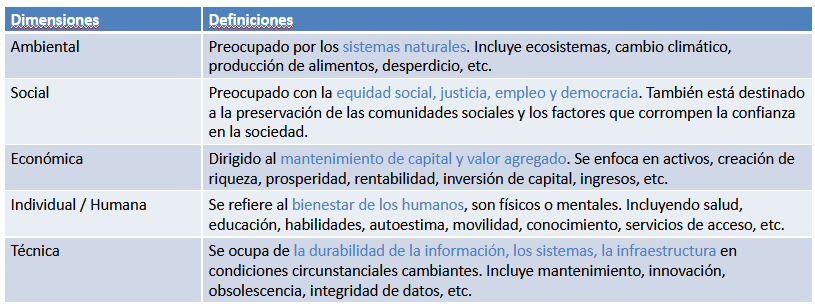 Dimensiones Definiciones
Ambiental Preocupado por los sistemas naturales. Incluye ecosistemas, cambio climático,
producción de alimentos, desperdicio, etc.
Social Preocupado con la equidad social, justicia, empleo y democracia. También está destinado
a la preservación de las comunidades sociales y los factores que corrompen la confianza
en la sociedad.
Económica Dirigido al mantenimiento de capital y valor agregado. Se enfoca en activos, creación de
riqueza, prosperidad, rentabilidad, inversión de capital, ingresos, etc.
Individual / Humana Se refiere al bienestar de los humanos, son físicos o mentales. Incluyendo salud,
educación, habilidades, autoestima, movilidad, conocimiento, servicios de acceso, etc.
Técnica Se ocupa de la durabilidad de la información, los sistemas, la infraestructura en
condiciones circunstanciales cambiantes. Incluye mantenimiento, innovación,
obsolescencia, integridad de datos, etc.